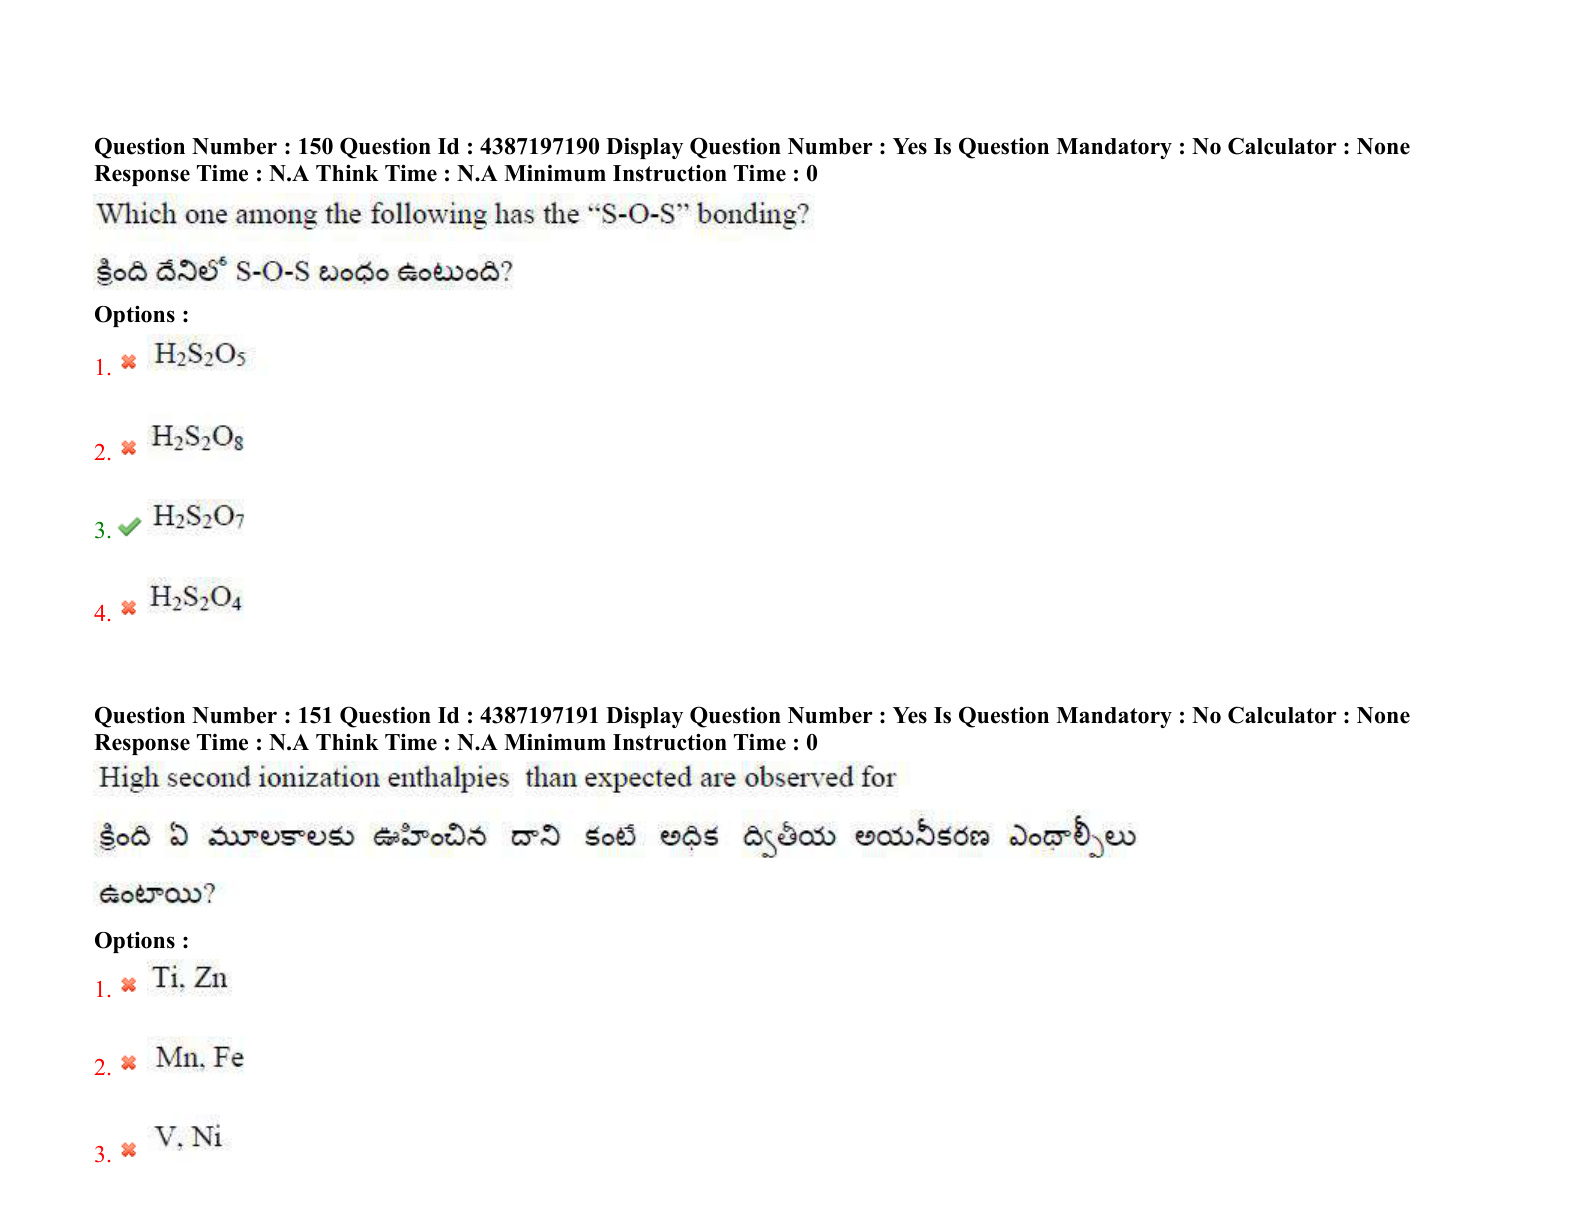 Question Number : 150 Question Id : 4387197190 Display Question Number : Yes Is Question Mandatory : No Calculator : None
Response Time : N.A Think Time : N.A Minimum Instruction Time : 0
Which one among the following has the “S-O-S” bonding?
క్రింది దేనిలో S-O-S బంధం ఉంటుంది?
Options :
1. ✖ H₂S₂O₅
2. ✖ H₂S₂O₈
3. ✔ H₂S₂O₇
4. ✖ H₂S₂O₄
Question Number : 151 Question Id : 4387197191 Display Question Number : Yes Is Question Mandatory : No Calculator : None
Response Time : N.A Think Time : N.A Minimum Instruction Time : 0
High second ionization enthalpies than expected are observed for
క్రింది ఏ మూలకాలకు ఊహించిన దాని కంటే అధిక ద్వితీయ అయనీకరణ ఎంథాల్పీలు
ఉంటాయి?
Options :
1. ✖ Ti, Zn
2. ✖ Mn, Fe
3. ✖ V, Ni